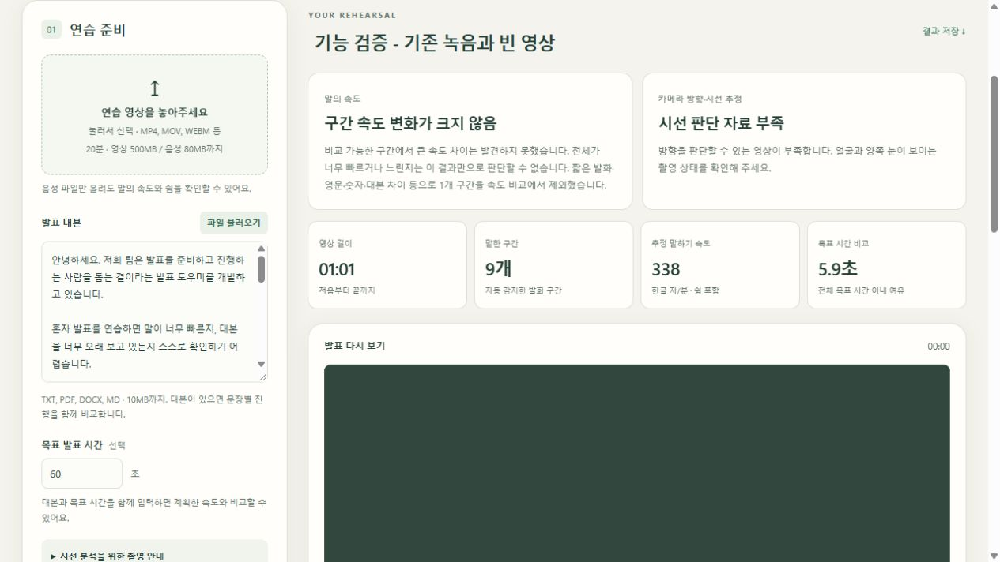 01 연습 준비
↥
연습 영상을 놓아주세요
눌러서 선택 · MP4, MOV, WEBM 등
20분 · 영상 500MB / 음성 80MB까지
음성 파일만 올려도 말의 속도와 쉼을 확인할 수 있어요.
발표 대본 파일 불러오기
안녕하세요. 저희 팀은 발표를 준비하고 진행하
는 사람을 돕는 곁이라는 발표 도우미를 개발하
고 있습니다.
혼자 발표를 연습하면 말이 너무 빠른지, 대본
을 너무 오래 보고 있는지 스스로 확인하기 어
렵습니다.
TXT, PDF, DOCX, MD · 10MB까지. 대본이 있으면 문장별 진
행을 함께 비교합니다.
목표 발표 시간 선택
60 초
대본과 목표 시간을 함께 입력하면 계획한 속도와 비교할 수
있어요.
▶ 시선 분석을 위한 촬영 안내
YOUR REHEARSAL
기능 검증 - 기존 녹음과 빈 영상
결과 저장 ↓
말의 속도
구간 속도 변화가 크지 않음
비교 가능한 구간에서 큰 속도 차이는 발견하지 못했습니다. 전체가
너무 빠르거나 느린지는 이 결과만으로 판단할 수 없습니다. 짧은 발화·
영문·숫자·대본 차이 등으로 1개 구간을 속도 비교에서 제외했습니다.
카메라 방향·시선 추정
시선 판단 자료 부족
방향을 판단할 수 있는 영상이 부족합니다. 얼굴과 양쪽 눈이 보이는
촬영 상태를 확인해 주세요.
영상 길이
01:01
처음부터 끝까지
말한 구간
9개
자동 감지한 발화 구간
추정 말하기 속도
338
한글 자/분 · 쉼 포함
목표 시간 비교
5.9초
전체 목표 시간 이내 여유
발표 다시 보기 00:00